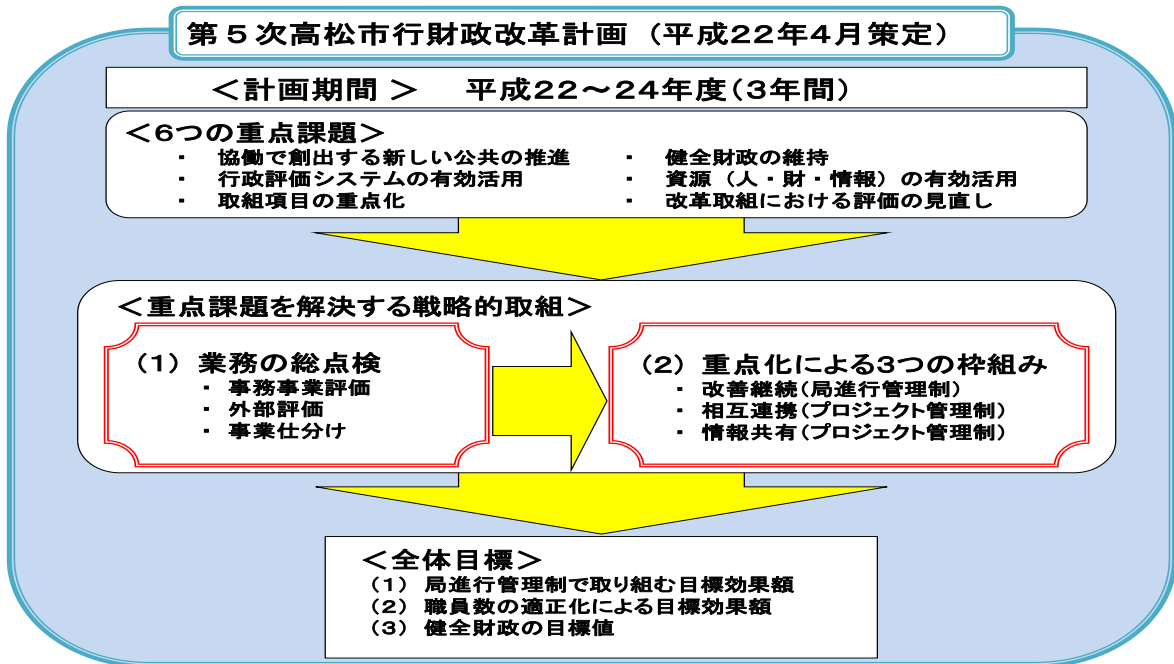 第5次高松市行財政改革計画（平成22年4月策定）
＜計画期間＞　平成22～24年度(3年間)
＜6つの重点課題＞
・　協働で創出する新しい公共の推進　・　健全財政の維持
・　行政評価システムの有効活用　・　資源（人・財・情報）の有効活用
・　取組項目の重点化　・　改革取組における評価の見直し
＜重点課題を解決する戦略的取組＞
(1) 業務の総点検
・ 事務事業評価
・ 外部評価
・ 事業仕分け
(2) 重点化による3つの枠組み
・ 改善継続(局進行管理制)
・ 相互連携(プロジェクト管理制)
・ 情報共有(プロジェクト管理制)
＜全体目標＞
(1) 局進行管理制で取り組む目標効果額
(2) 職員数の適正化による目標効果額
(3) 健全財政の目標値